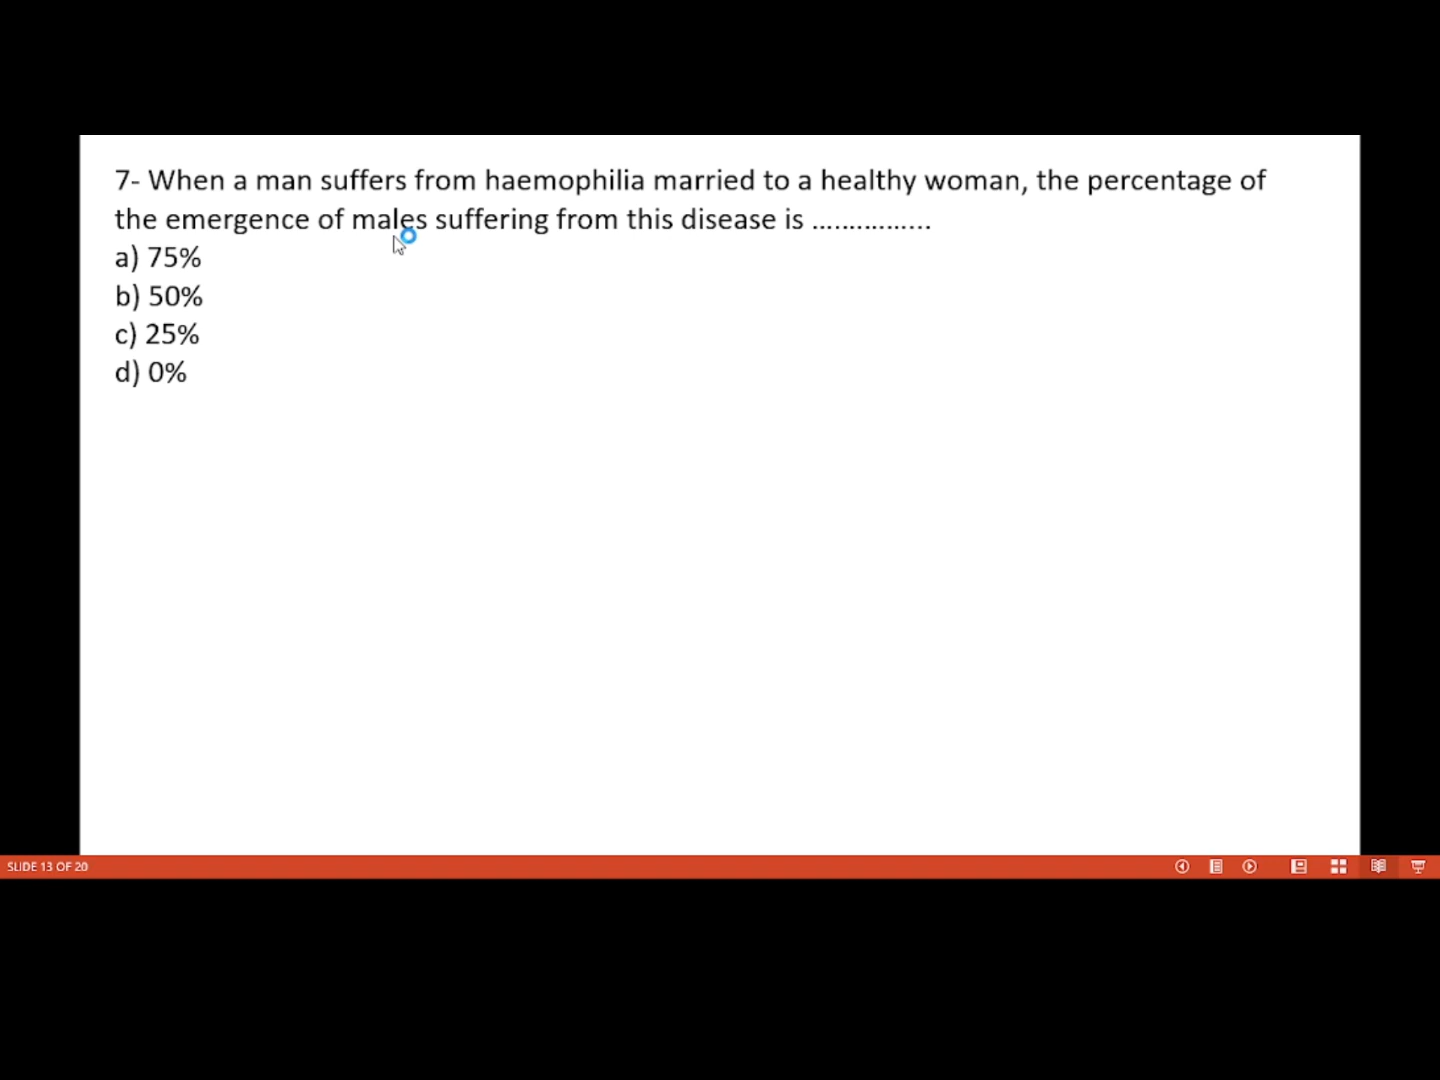 7- When a man suffers from haemophilia married to a healthy woman, the percentage of
the emergence of males suffering from this disease is ……………
a) 75%
b) 50%
c) 25%
d) 0%
SLIDE 13 OF 20